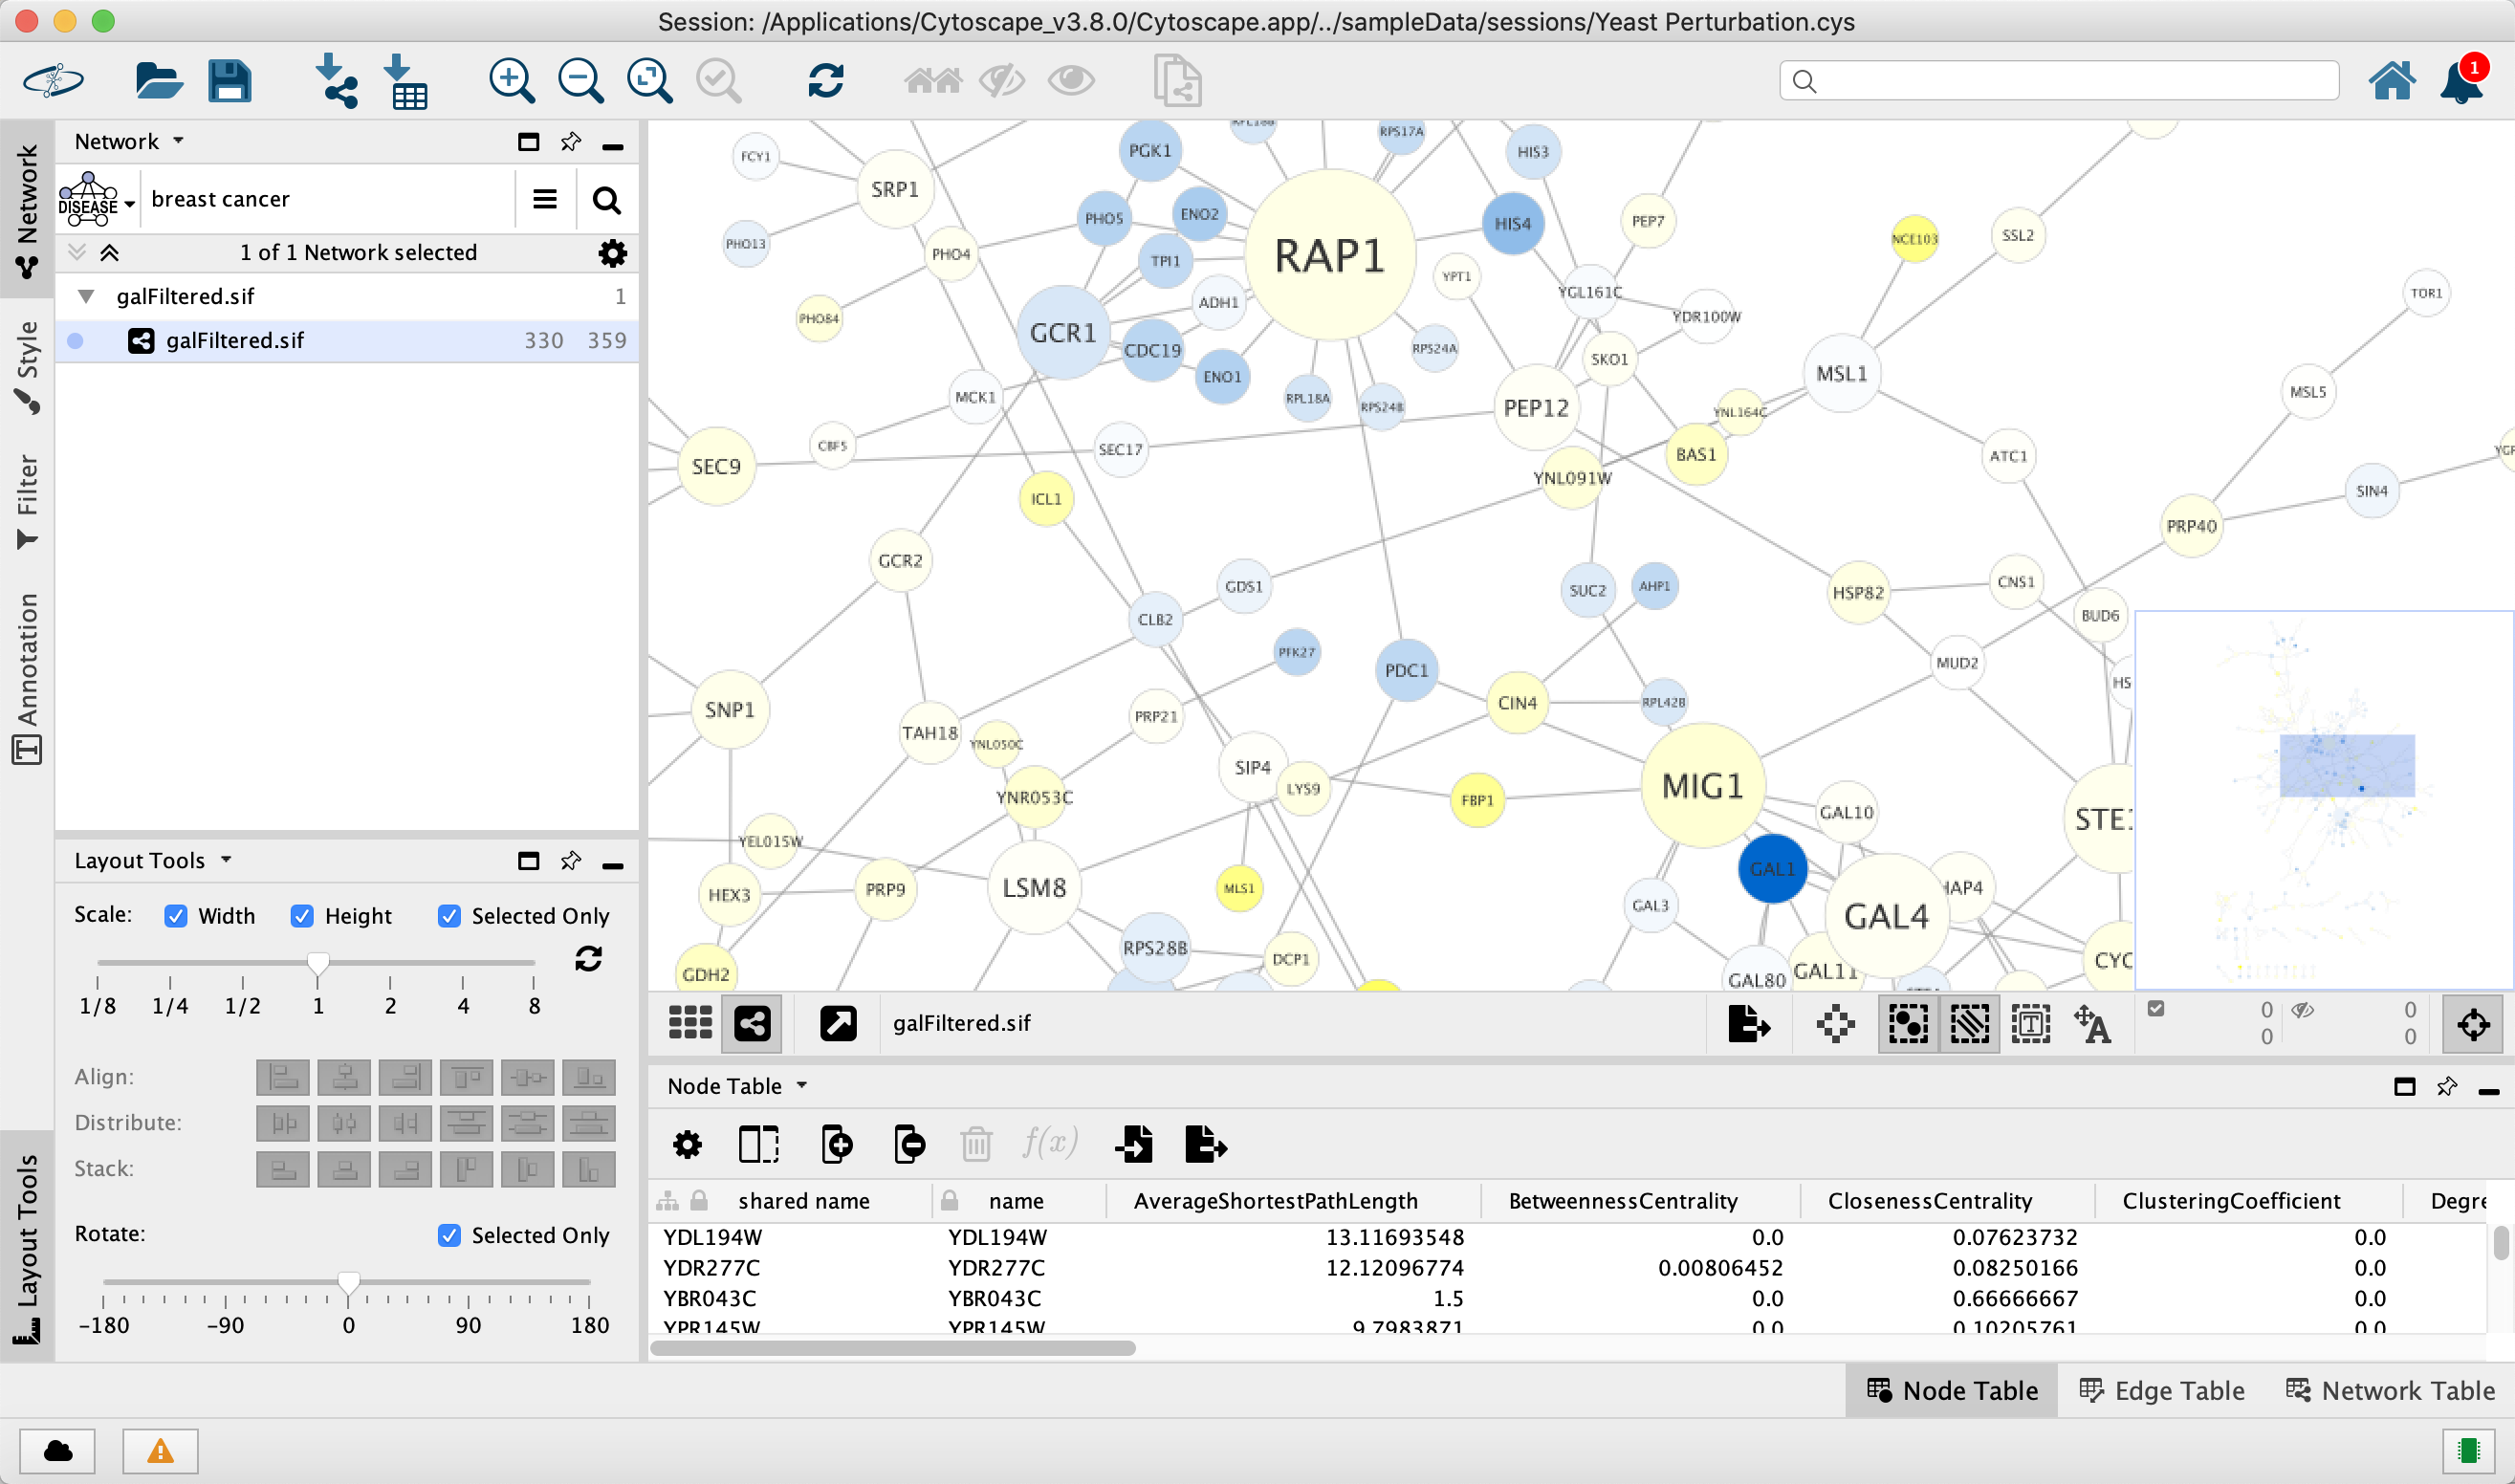 Session: /Applications/Cytoscape_v3.8.0/Cytoscape.app/../sampleData/sessions/Yeast Perturbation.cys
1
Network
Style
Filter
Annotation
Layout Tools
Network
DISEASE
breast cancer
1 of 1 Network selected
galFiltered.sif 1
galFiltered.sif 330 359
Layout Tools
Scale: Width Height Selected Only
1/8 1/4 1/2 1 2 4 8
Align:
Distribute:
Stack:
Rotate: Selected Only
-180 -90 0 90 180
RPS17A
FCY1
PGK1
HIS3
SRP1
PHO5
ENO2
HIS4
PEP7
NCE103
SSL2
PHO13
PHO4
TPI1
RAP1
YPT1
YGL161C
TOR1
PHO84
ADH1
YDR100W
GCR1
CDC19
RPS24A
SKO1
MSL1
ENO1
MCK1
RPL18A
RPS24B
PEP12
YNL164C
MSL5
CBF5
SEC17
SEC9
BAS1
ATC1
ICL1
YNL091W
SIN4
PRP40
GCR2
GDS1
SUC2
AHP1
HSP82
CNS1
CLB2
BUD6
PFK27
PDC1
MUD2
HS
SNP1
PRP21
CIN4
RPL42B
TAH18
YNL050C
SIP4
LYS9
YNR053C
FBP1
MIG1
GAL10
YEL015W
GAL1
HEX3
PRP9
LSM8
MLS1
GAL3
GAL4
HAP4
RPS28B
DCP1
GDH2
GAL80
GAL11
CYC
galFiltered.sif
0 0
0 0
Node Table
f(x)
shared name name AverageShortestPathLength BetweennessCentrality ClosenessCentrality ClusteringCoefficient Degre
YDL194W YDL194W 13.11693548 0.0 0.07623732 0.0
YDR277C YDR277C 12.12096774 0.00806452 0.08250166 0.0
YBR043C YBR043C 1.5 0.0 0.66666667 0.0
YPR145W YPR145W 9.7983871 0.0 0.10205761 0.0
Node Table Edge Table Network Table